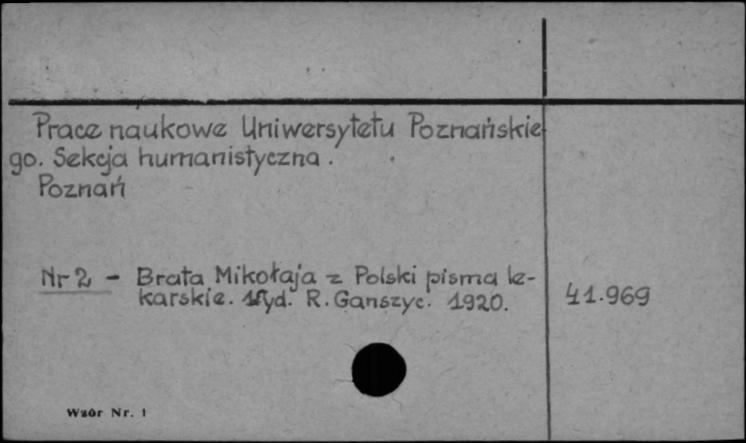 Prace naukowe Uniwersytetu Poznańskie-
go. Sekcja humanistyczna.
Poznań
Nr 2 - Brata Mikołaja z Polski pisma le-
karskie. Wyd. R. Ganszyc. 1920.
41.969
Wzór Nr. 1